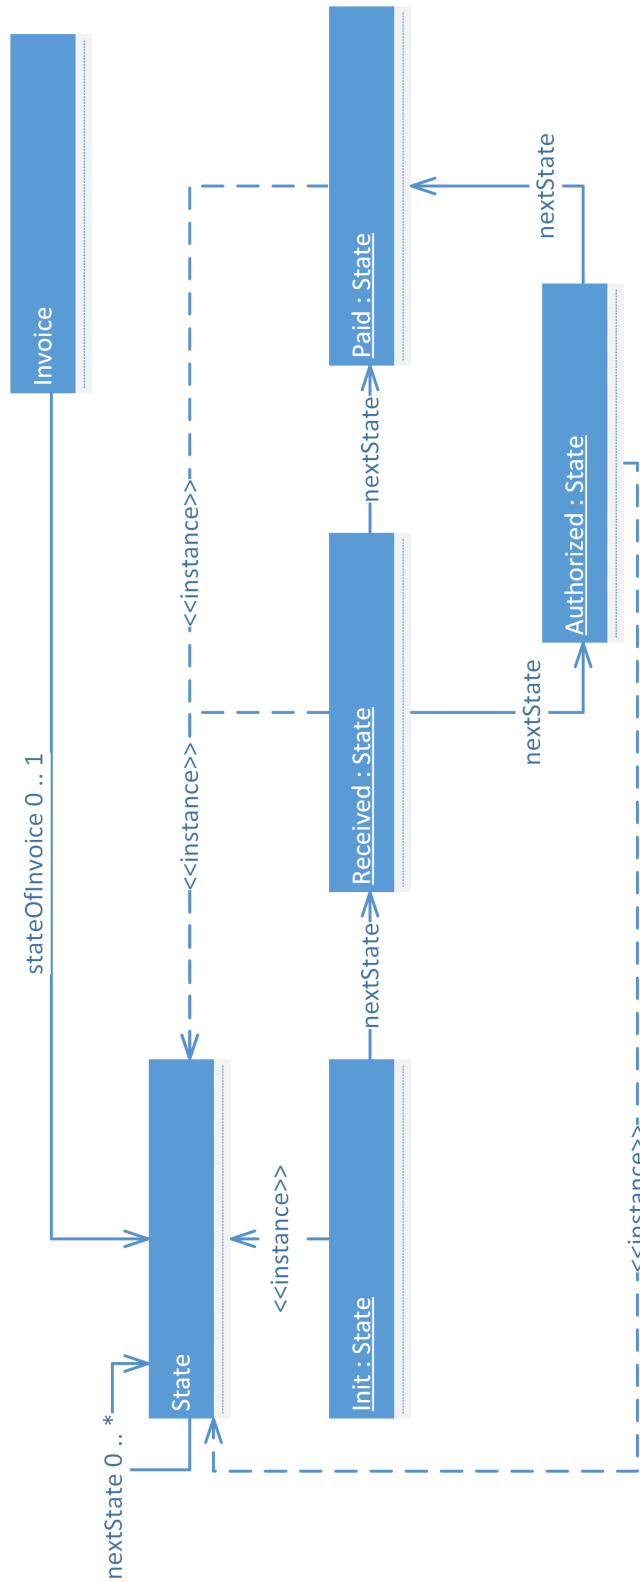 nextState 0 .. *
stateOfInvoice 0 .. 1
State
Invoice
<<instance>>
<<instance>>
<<instance>>
Init : State
nextState
Received : State
nextState
Paid : State
nextState
nextState
Authorized : State
<<instance>>